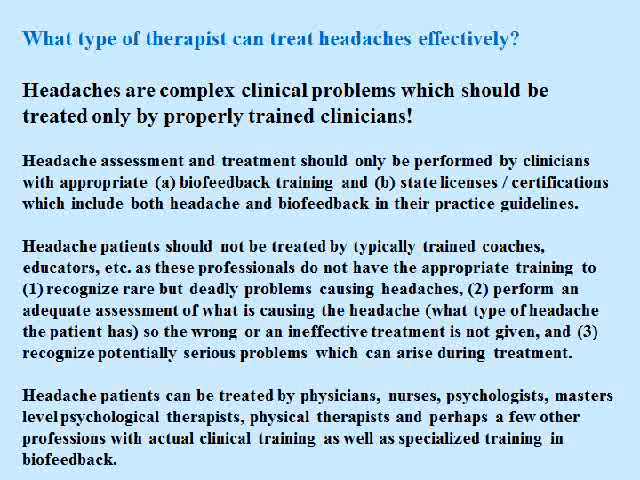 What type of therapist can treat headaches effectively?
Headaches are complex clinical problems which should be
treated only by properly trained clinicians!
Headache assessment and treatment should only be performed by clinicians
with appropriate (a) biofeedback training and (b) state licenses / certifications
which include both headache and biofeedback in their practice guidelines.
Headache patients should not be treated by typically trained coaches,
educators, etc. as these professionals do not have the appropriate training to
(1) recognize rare but deadly problems causing headaches, (2) perform an
adequate assessment of what is causing the headache (what type of headache
the patient has) so the wrong or an ineffective treatment is not given, and (3)
recognize potentially serious problems which can arise during treatment.
Headache patients can be treated by physicians, nurses, psychologists, masters
level psychological therapists, physical therapists and perhaps a few other
professions with actual clinical training as well as specialized training in
biofeedback.